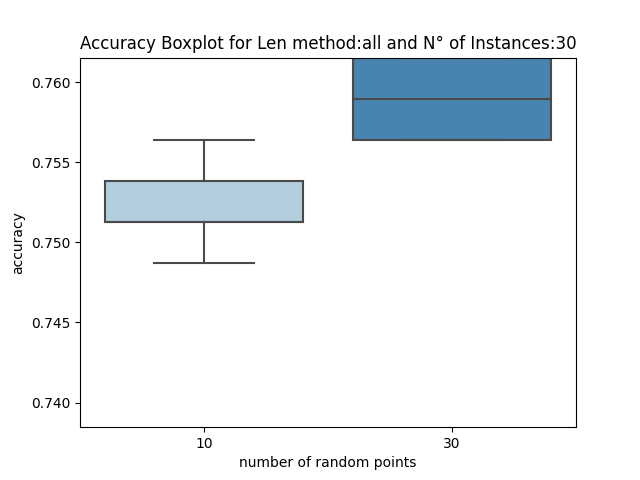 Accuracy Boxplot for Len method:all and N° of Instances:30
0.760
0.755
0.750
0.745
0.740
accuracy
10 30
number of random points